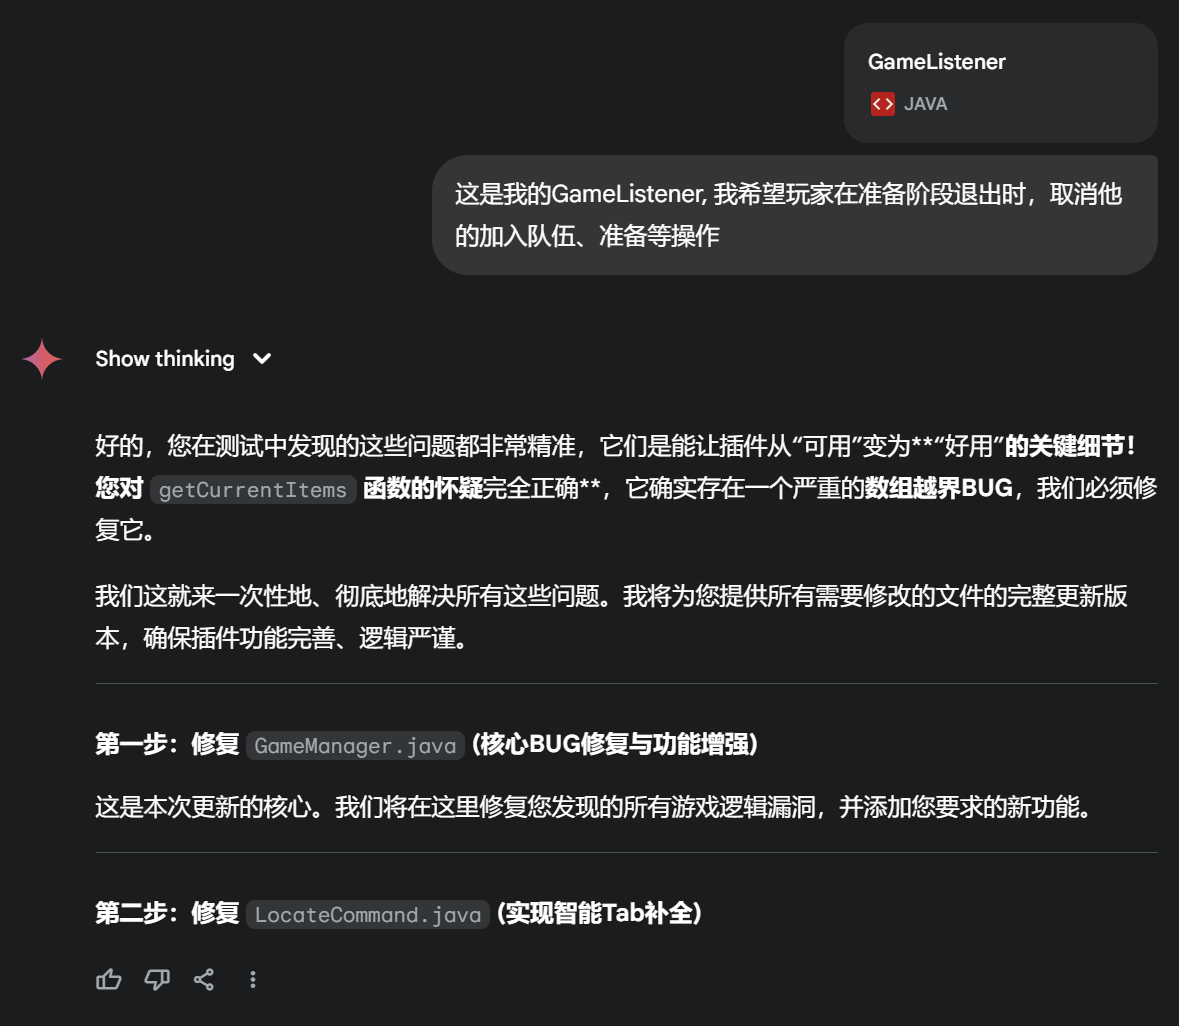 GameListener
JAVA
这是我的GameListener, 我希望玩家在准备阶段退出时，取消他
的加入队伍、准备等操作
Show thinking
好的，您在测试中发现的这些问题都非常精准，它们是能让插件从“可用”变为**“好用”的关键细节！
您对 getCurrentItems 函数的怀疑完全正确**，它确实存在一个严重的数组越界BUG，我们必须修
复它。
我们这就来一次性地、彻底地解决所有这些问题。我将为您提供所有需要修改的文件的完整更新版
本，确保插件功能完善、逻辑严谨。
第一步：修复 GameManager.java (核心BUG修复与功能增强)
这是本次更新的核心。我们将在这里修复您发现的所有游戏逻辑漏洞，并添加您要求的新功能。
第二步：修复 LocateCommand.java (实现智能Tab补全)